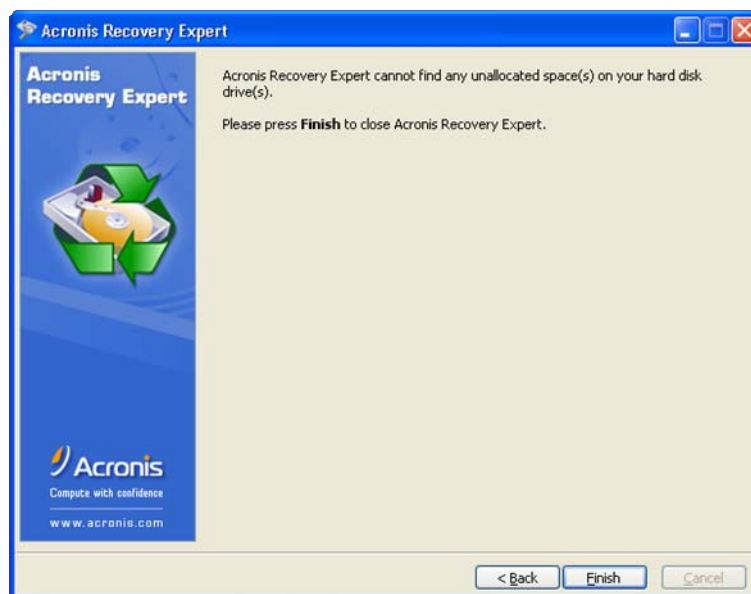 Acronis Recovery Expert
Acronis
Recovery Expert
Acronis Recovery Expert cannot find any unallocated space(s) on your hard disk
drive(s).
Please press Finish to close Acronis Recovery Expert.
Acronis
Compute with confidence
www.acronis.com
< Back Finish Cancel